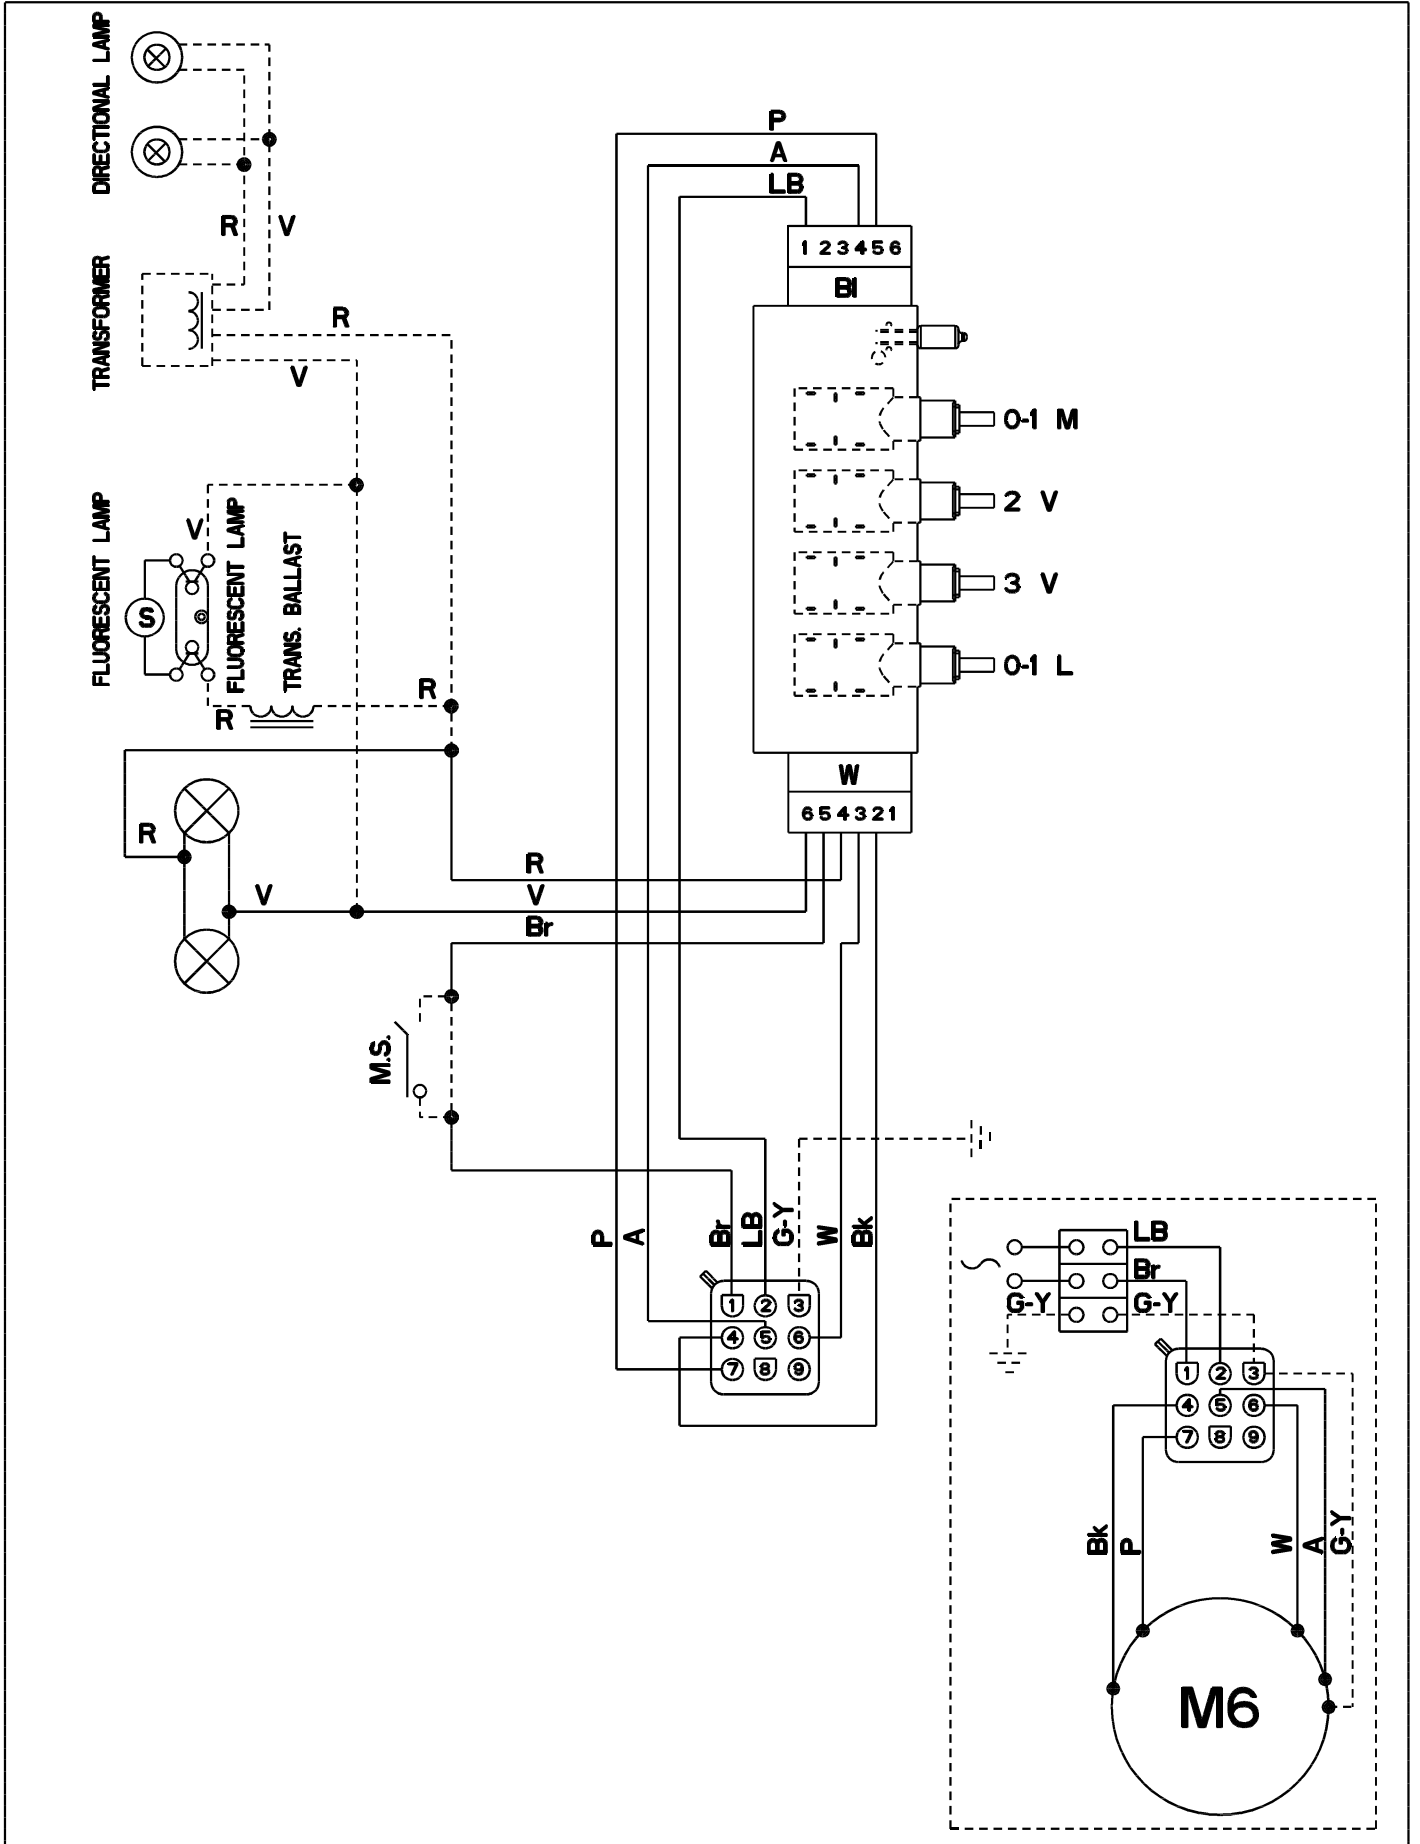 DIRECTIONAL LAMP
R
V
TRANSFORMER
R
V
FLUORESCENT LAMP
V
S
FLUORESCENT LAMP
TRANS. BALLAST
R
R
R
V
P
A
LB
1 2 3 4 5 6
Bl
0-1 M
2 V
3 V
0-1 L
W
6 5 4 3 2 1
R
V
Br
M.S.
P
A
Br
LB
G-Y
W
Bk
1 2 3
4 5 6
7 8 9
LB
Br
G-Y
G-Y
1 2 3
4 5 6
7 8 9
Bk
P
W
A
G-Y
M6